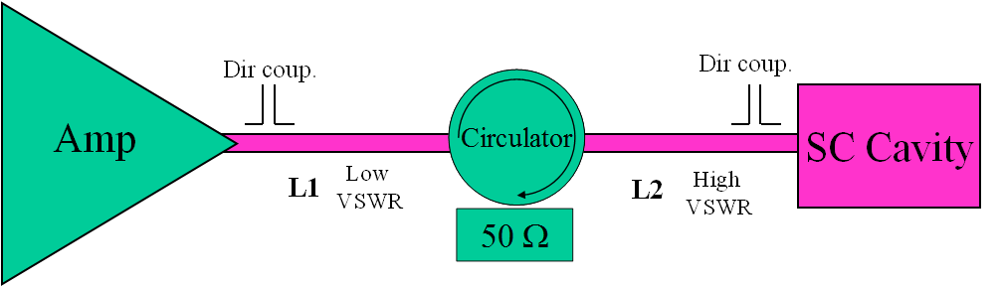 Dir coup.
Dir coup.
Amp
Circulator
SC Cavity
L1
Low
VSWR
L2
High
VSWR
50 Ω